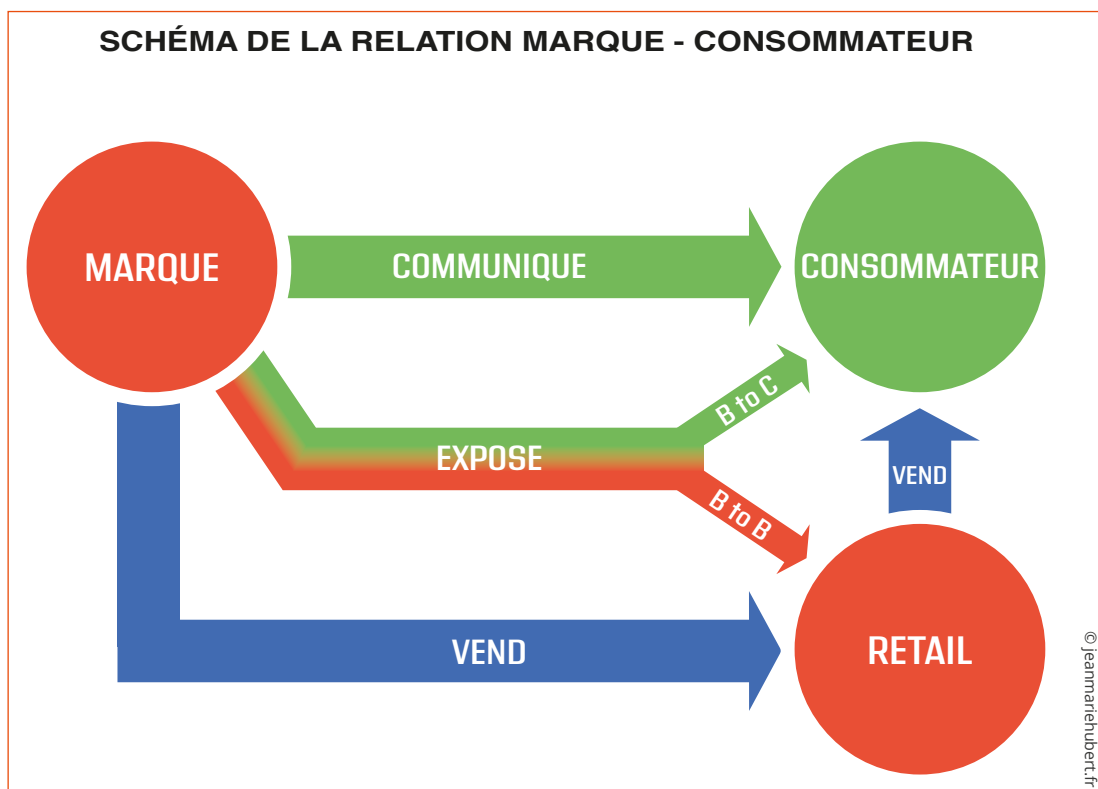 SCHÉMA DE LA RELATION MARQUE - CONSOMMATEUR
MARQUE
COMMUNIQUE
CONSOMMATEUR
B to C
EXPOSE
VEND
B to B
VEND
RETAIL
© jeanmariehubert.fr